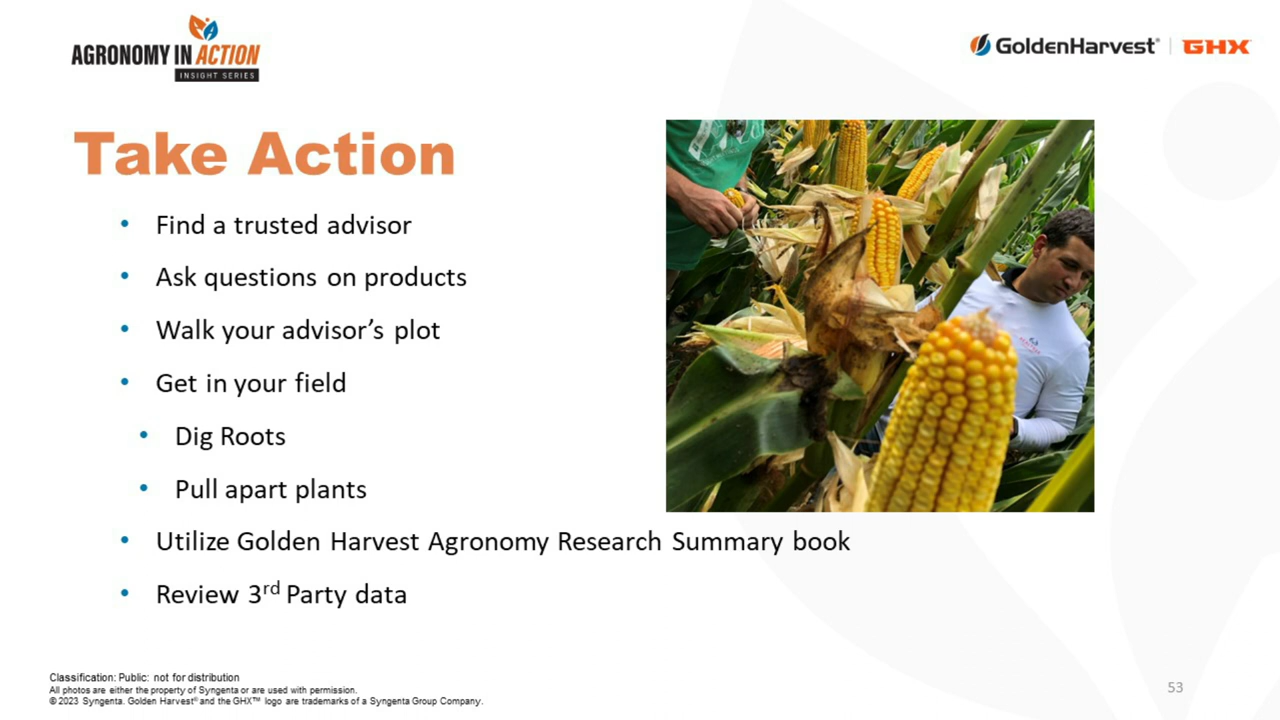 AGRONOMY IN ACTION
INSIGHT SERIES
GoldenHarvest® | GHX™
Take Action
• Find a trusted advisor
• Ask questions on products
• Walk your advisor’s plot
• Get in your field
• Dig Roots
• Pull apart plants
• Utilize Golden Harvest Agronomy Research Summary book
• Review 3rd Party data
Classification: Public: not for distribution
All photos are either the property of Syngenta or are used with permission.
© 2023 Syngenta. Golden Harvest® and the GHX™ logo are trademarks of a Syngenta Group Company.
53